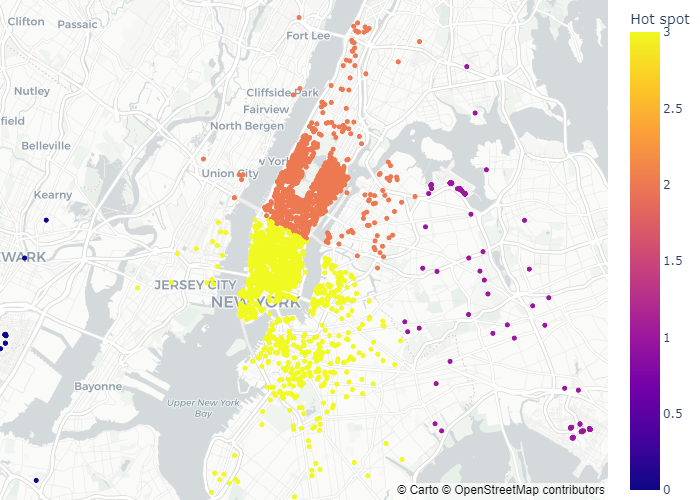 Clifton
Passaic
Hot spot
3
Fort Lee
Nutley
Cliffside Park
2.5
Fairview
field
North Bergen
Belleville
w York
Union City
2
Kearny
WARK
1.5
JERSEY CITY
NEW YORK
1
Bayonne
Upper New York
Bay
0.5
0
© Carto © OpenStreetMap contributors